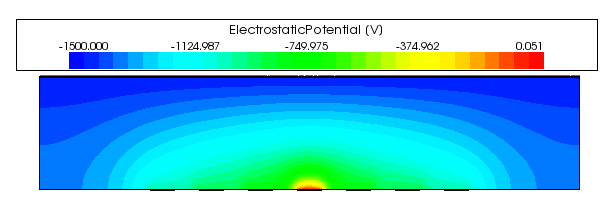 ElectrostaticPotential (V)
-1500.000 -1124.987 -749.975 -374.962 0.051